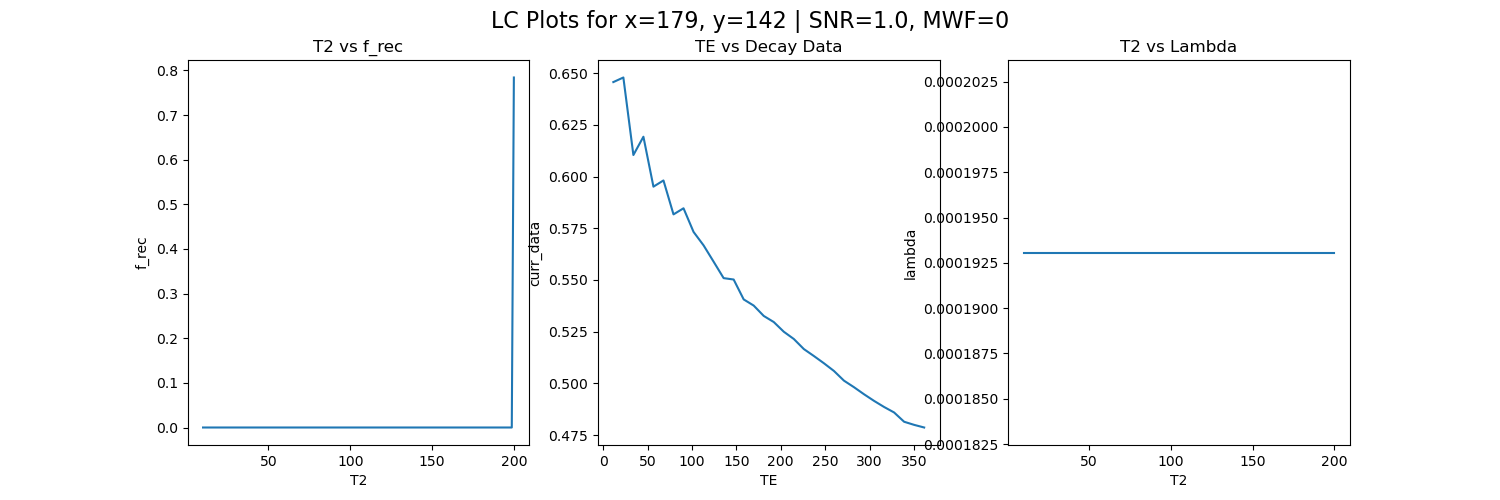 LC Plots for x=179, y=142 | SNR=1.0, MWF=0
T2 vs f_rec
0.8
0.7
0.6
0.5
0.4
0.3
0.2
0.1
0.0
f_rec
50 100 150 200
T2
TE vs Decay Data
0.650
0.625
0.600
0.575
0.550
0.525
0.500
0.475
curr_data
0 50 100 150 200 250 300 350
TE
T2 vs Lambda
0.0002025
0.0002000
0.0001975
0.0001950
0.0001925
0.0001900
0.0001875
0.0001850
0.0001825
lambda
50 100 150 200
T2